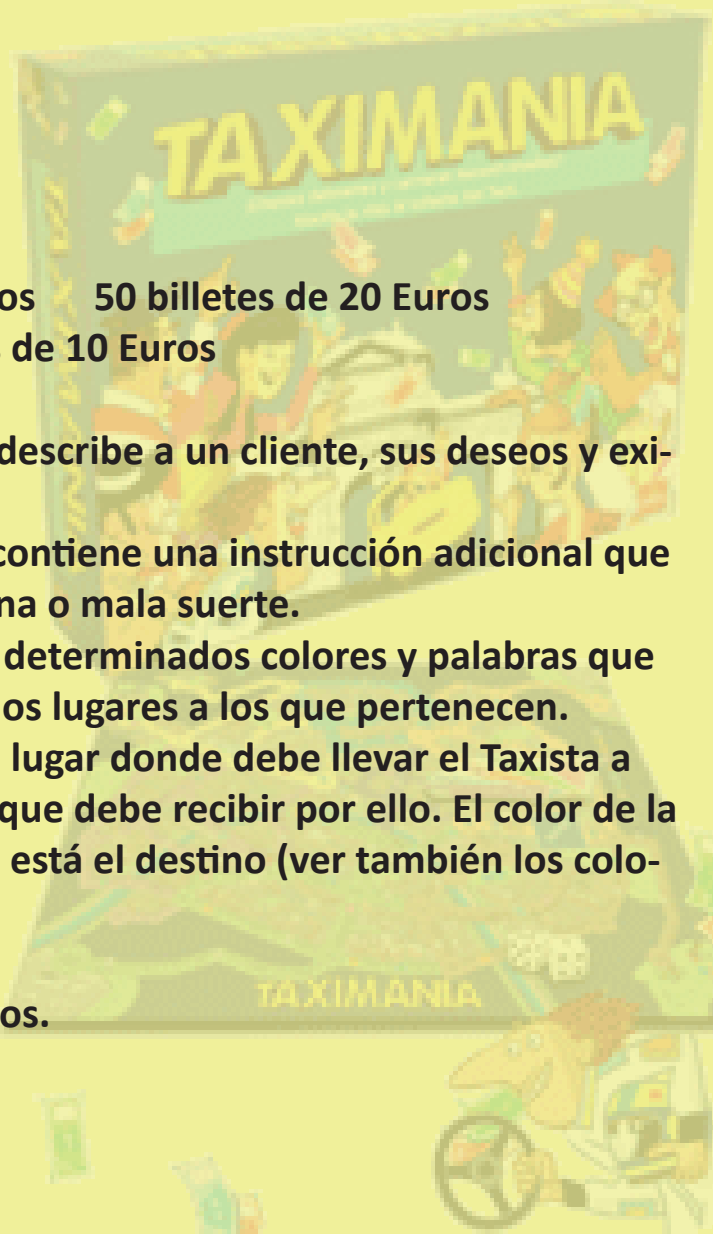 TAXIMANIA
os 50 billetes de 20 Euros
de 10 Euros
describe a un cliente, sus deseos y exi-
contiene una instrucción adicional que
na o mala suerte.
determinados colores y palabras que
os lugares a los que pertenecen.
lugar donde debe llevar el Taxista a
que debe recibir por ello. El color de la
está el destino (ver también los colo-
TAXIMANIA
os.